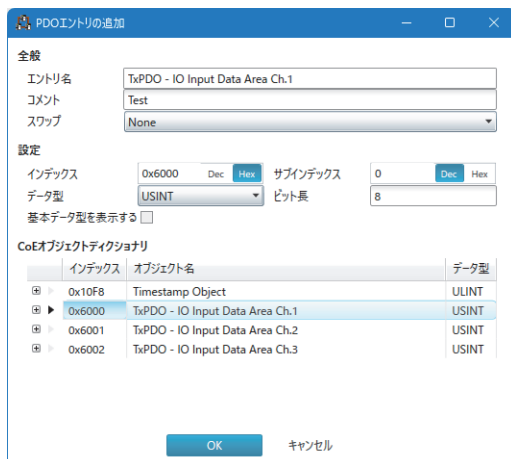 PDOエントリの追加
全般
エントリ名 TxPDO - IO Input Data Area Ch.1
コメント Test
スワップ None
設定
インデックス 0x6000 Dec Hex サブインデックス 0 Dec Hex
データ型 USINT ビット長 8
基本データ型を表示する
CoEオブジェクトディクショナリ
インデックス オブジェクト名 データ型
0x10F8 Timestamp Object ULINT
0x6000 TxPDO - IO Input Data Area Ch.1 USINT
0x6001 TxPDO - IO Input Data Area Ch.2 USINT
0x6002 TxPDO - IO Input Data Area Ch.3 USINT
OK キャンセル